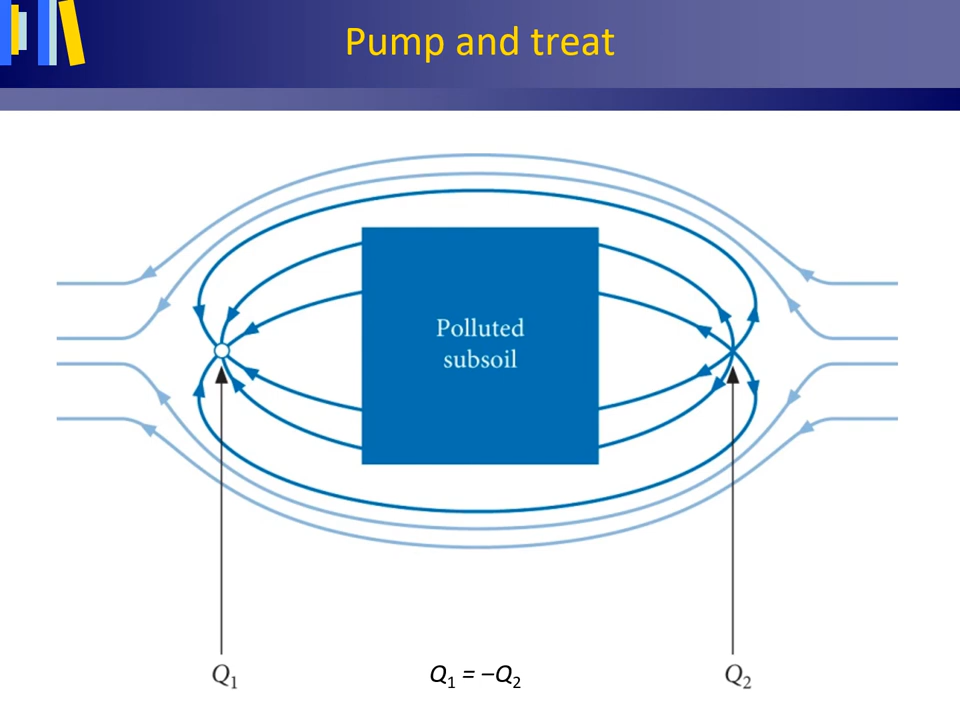 Pump and treat
Polluted
subsoil
Q₁
Q₁ = –Q₂
Q₂